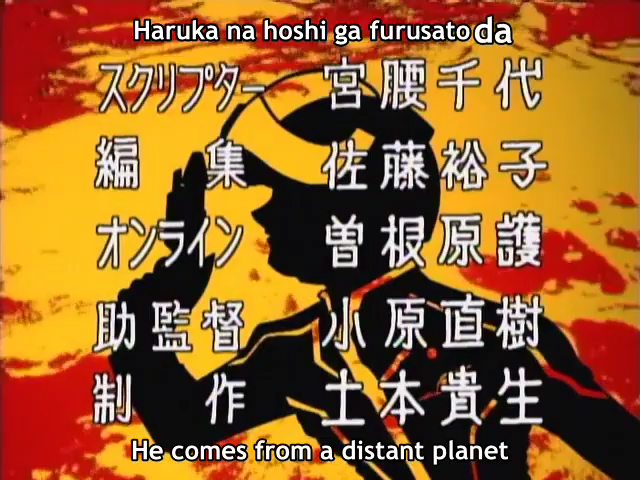 Haruka na hoshi ga furusato da
スクリプター 宮腰千代
編集 佐藤裕子
オンライン 曽根原護
助監督 小原直樹
制作 土本貴生
He comes from a distant planet